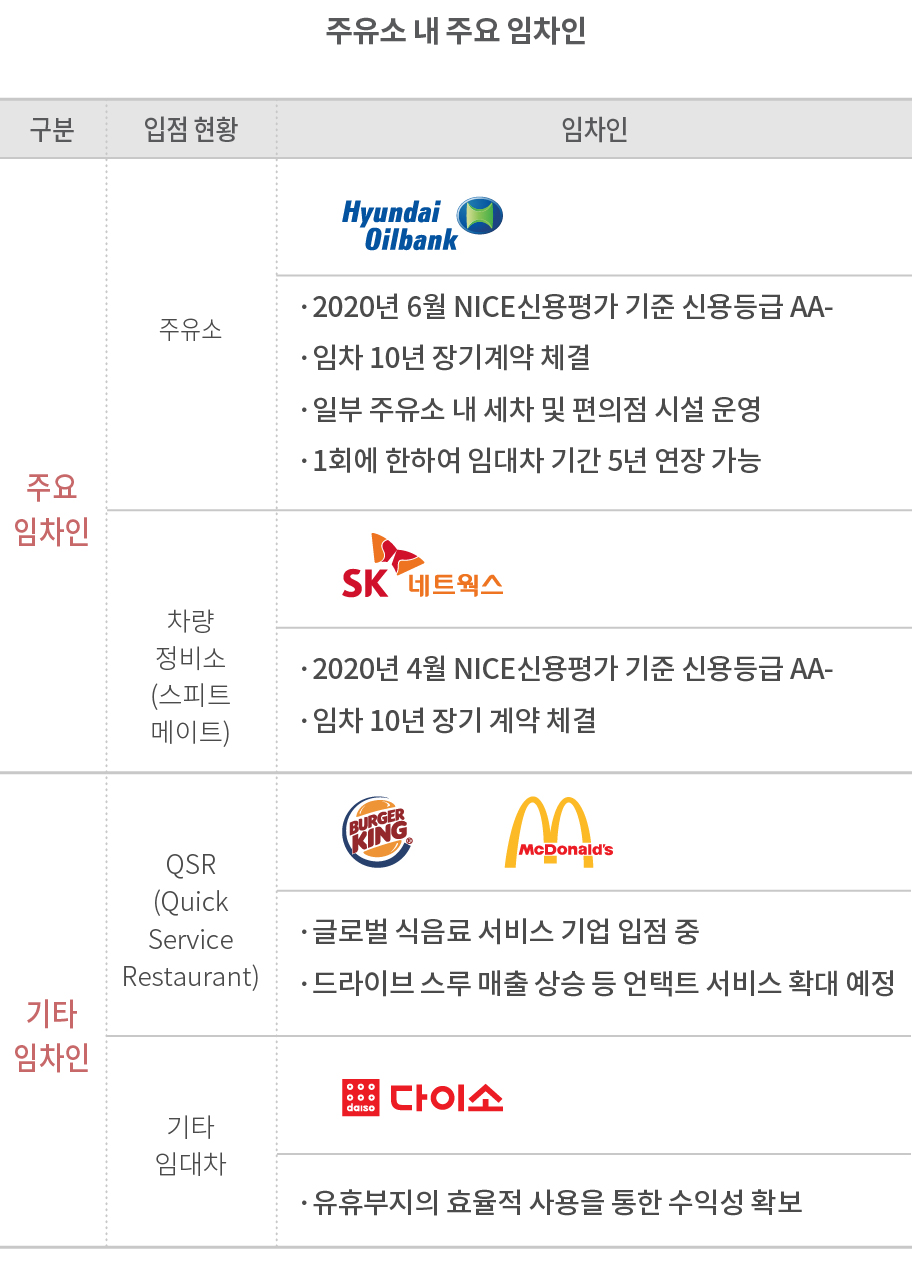 주유소 내 주요 임차인
구분 입점 현황 임차인
주요
임차인
주유소
Hyundai
Oilbank
· 2020년 6월 NICE신용평가 기준 신용등급 AA-
· 임차 10년 장기계약 체결
· 일부 주유소 내 세차 및 편의점 시설 운영
· 1회에 한하여 임대차 기간 5년 연장 가능
차량
정비소
(스피트
메이트)
SK 네트웍스
· 2020년 4월 NICE신용평가 기준 신용등급 AA-
· 임차 10년 장기 계약 체결
기타
임차인
QSR
(Quick
Service
Restaurant)
BURGER
KING®
McDonald's
· 글로벌 식음료 서비스 기업 입점 중
· 드라이브 스루 매출 상승 등 언택트 서비스 확대 예정
기타
임대차
daiso 다이소
· 유휴부지의 효율적 사용을 통한 수익성 확보